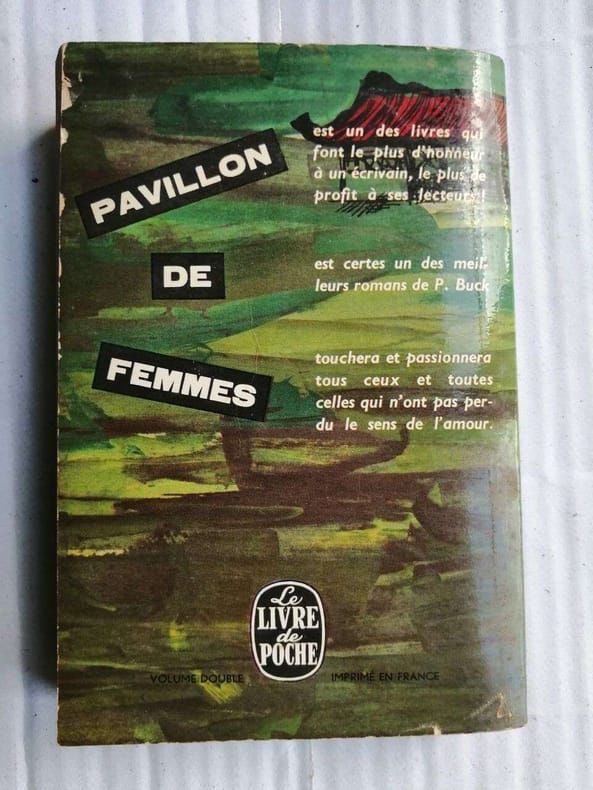 PAVILLON
est un des livres qui
font le plus d'honneur
à un écrivain, le plus de
profit à ses lecteurs !
DE
est certes un des meil-
leurs romans de P. Buck
FEMMES
touchera et passionnera
tous ceux et toutes
celles qui n'ont pas per-
du le sens de l'amour.
Le
LIVRE
de
POCHE
VOLUME DOUBLE IMPRIMÉ EN FRANCE